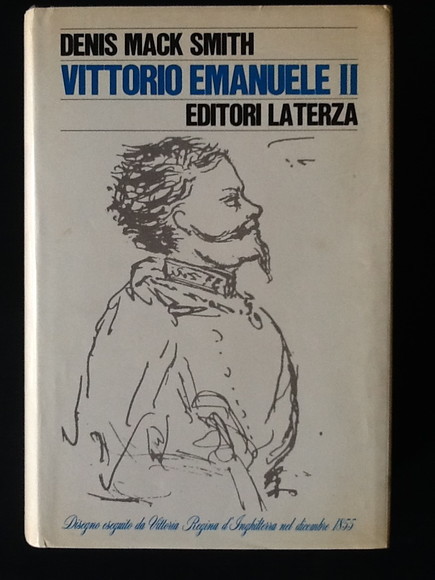 DENIS MACK SMITH
VITTORIO EMANUELE II
EDITORI LATERZA
Disegno eseguito da Vittoria Regina d'Inghilterra nel dicembre 1855